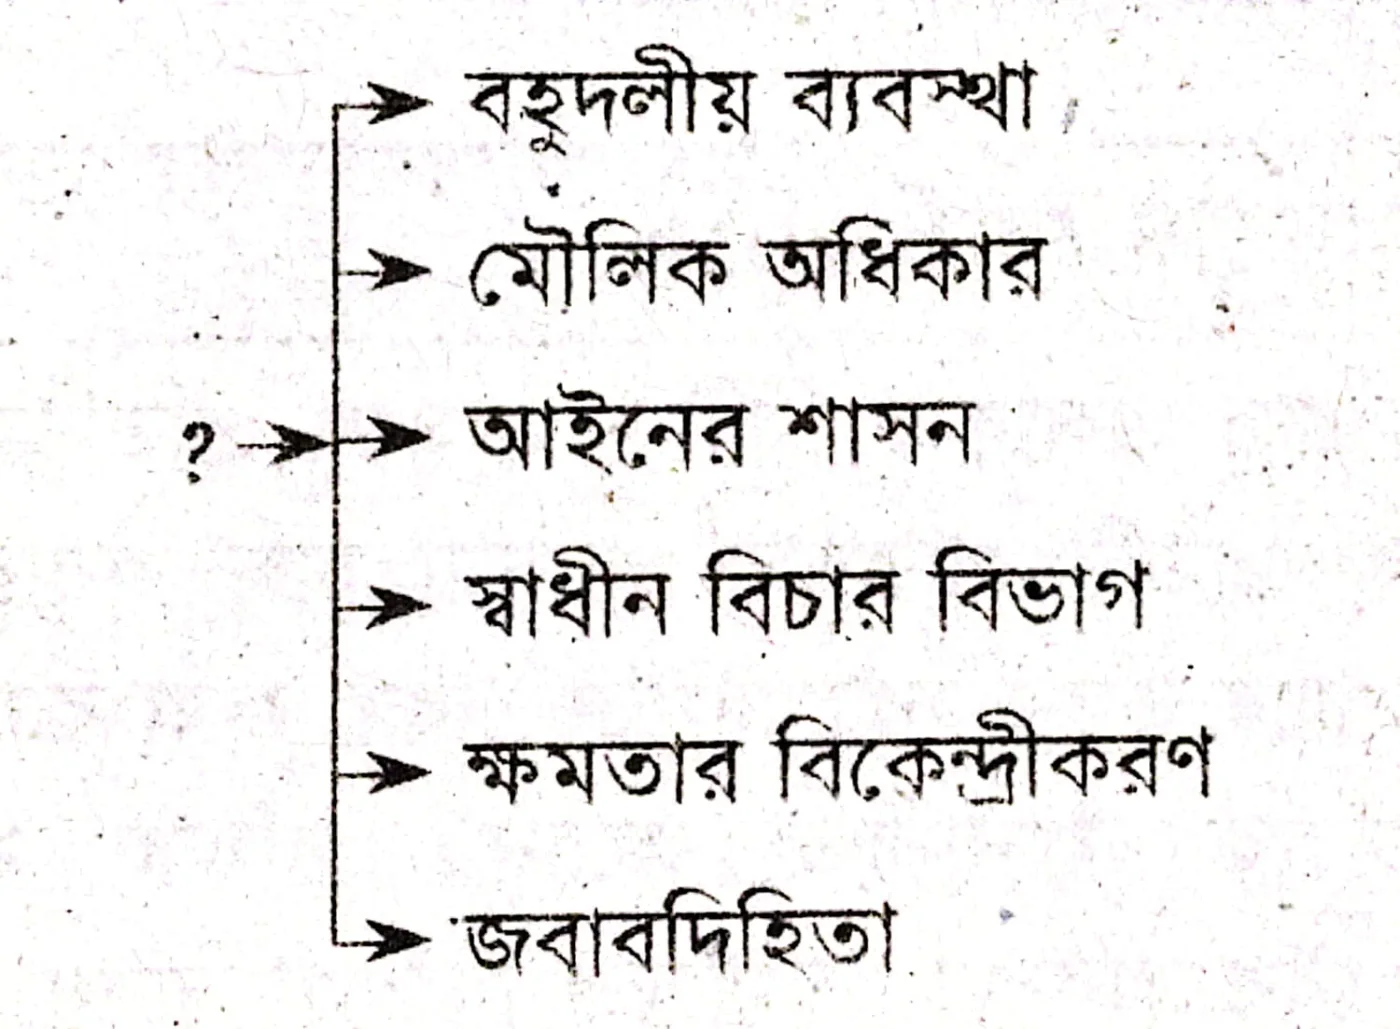 বহুদলীয় ব্যবস্থা
মৌলিক অধিকার
? আইনের শাসন
স্বাধীন বিচার বিভাগ
ক্ষমতার বিকেন্দ্রীকরণ
জবাবদিহিতা